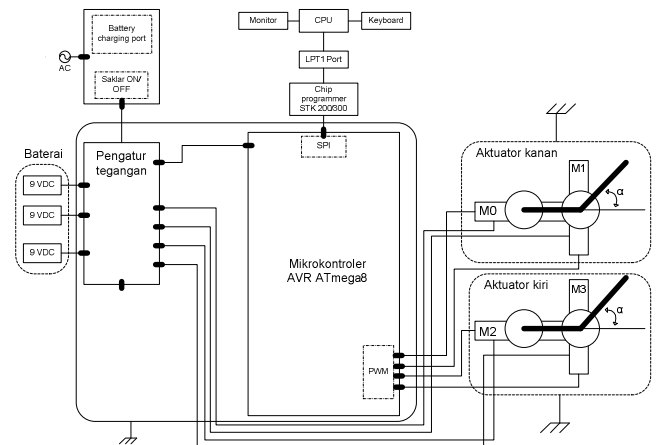 Battery
charging port
AC
Saklar ON/
OFF
Monitor
CPU
Keyboard
LPT1 Port
Chip
programmer
STK 200/300
SPI
Baterai
9 VDC
9 VDC
9 VDC
Pengatur
tegangan
Mikrokontroler
AVR ATmega8
PWM
Aktuator kanan
M1
M0
α
Aktuator kiri
M3
M2
α